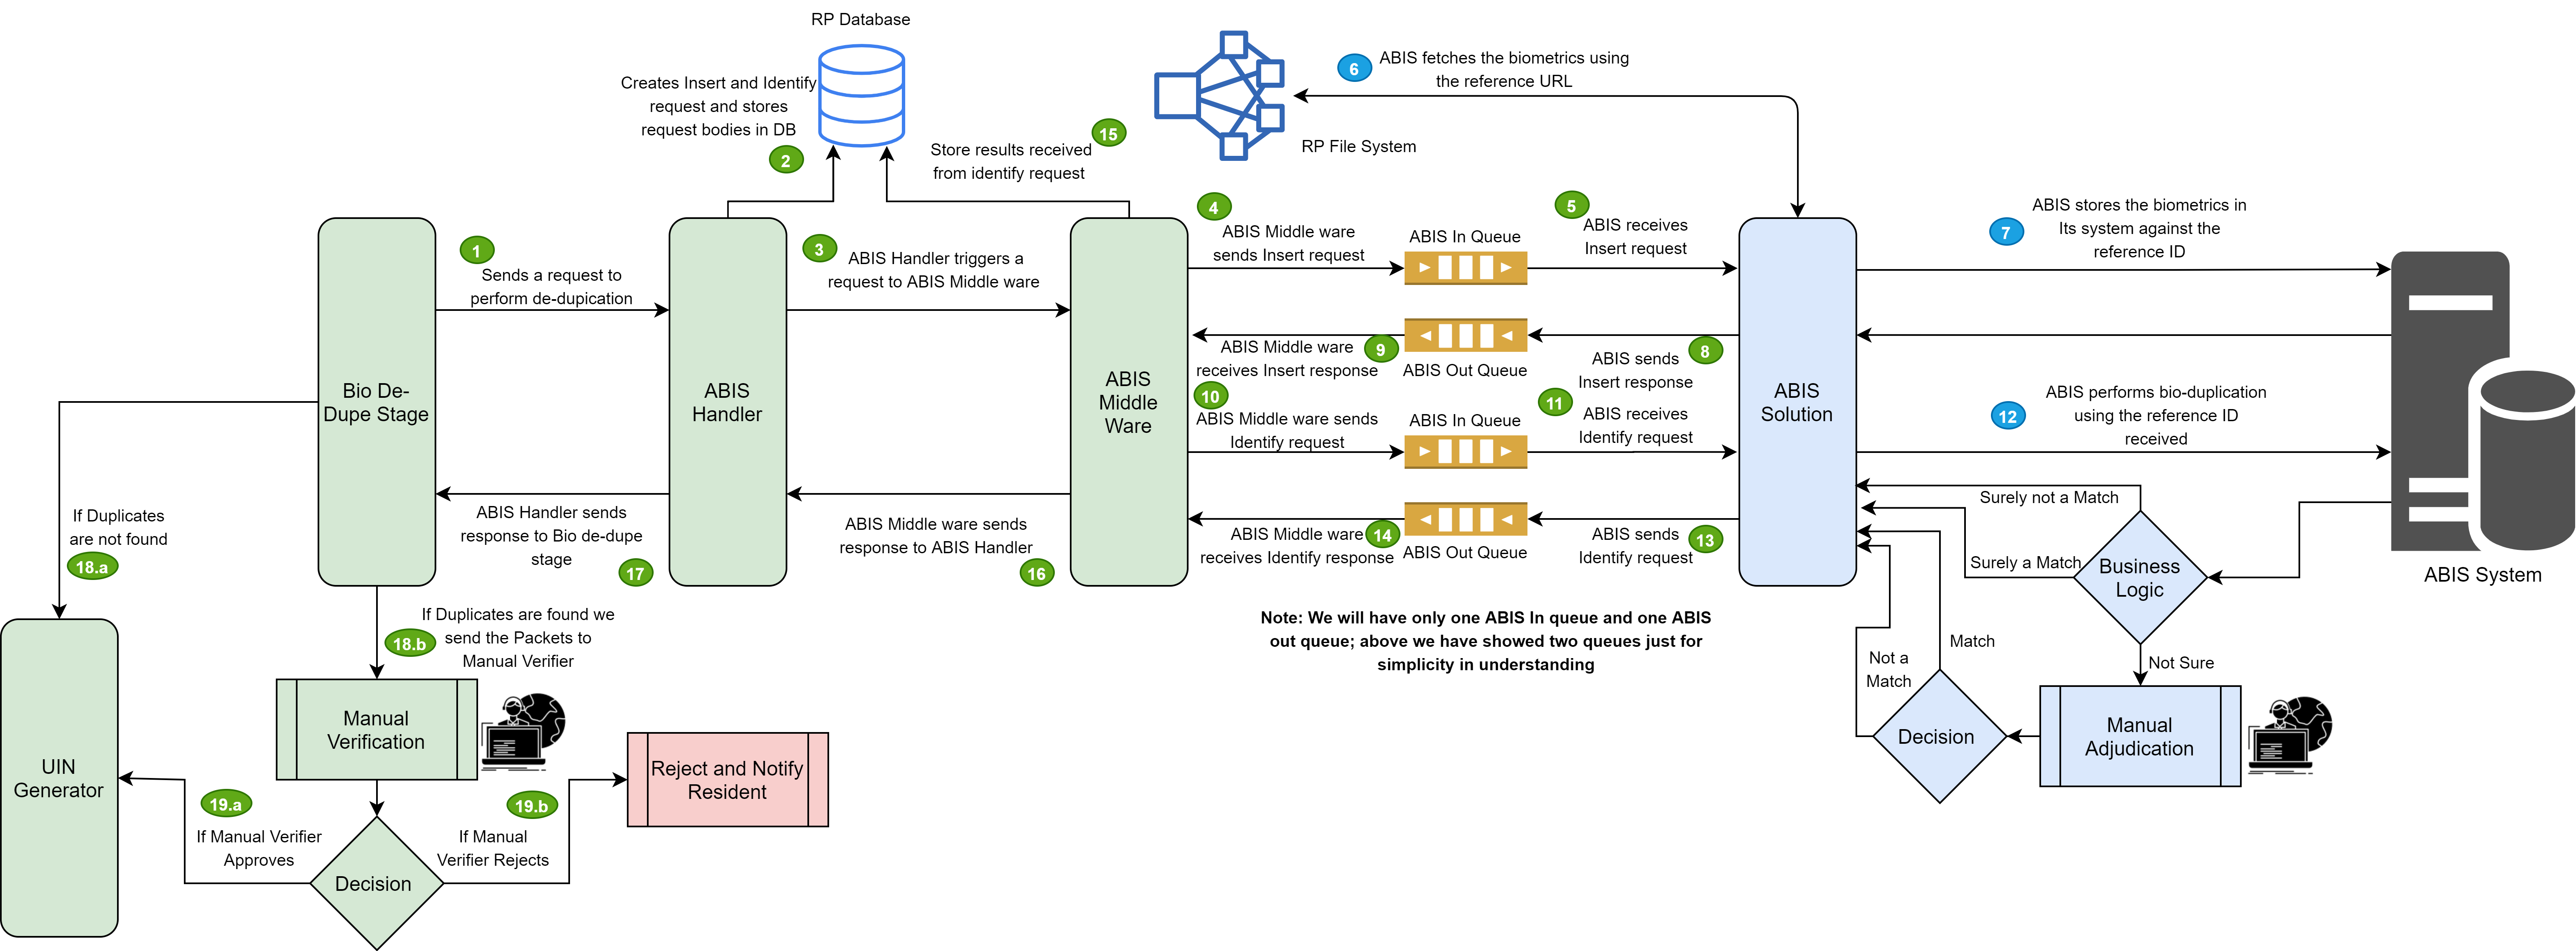 RP Database
Creates Insert and Identify
request and stores
request bodies in DB
2
Store results received
from identify request
15
6
ABIS fetches the biometrics using
the reference URL
RP File System
1
Sends a request to
perform de-dupication
3
ABIS Handler triggers a
request to ABIS Middle ware
4
ABIS Middle ware
sends Insert request
ABIS In Queue
5
ABIS receives
Insert request
7
ABIS stores the biometrics in
Its system against the
reference ID
9
ABIS Middle ware
receives Insert response
ABIS Out Queue
8
ABIS sends
Insert response
10
ABIS Middle ware sends
Identify request
ABIS In Queue
11
ABIS receives
Identify request
12
ABIS performs bio-duplication
using the reference ID
received
Bio De-
Dupe Stage
ABIS
Handler
ABIS
Middle
Ware
ABIS
Solution
ABIS System
ABIS Handler sends
response to Bio de-dupe
stage
17
ABIS Middle ware sends
response to ABIS Handler
16
14
ABIS Middle ware
receives Identify response
ABIS Out Queue
13
ABIS sends
Identify request
Surely not a Match
Surely a Match
Business
Logic
Not Sure
Manual
Adjudication
Decision
Match
Not a
Match
Note: We will have only one ABIS In queue and one ABIS
out queue; above we have showed two queues just for
simplicity in understanding
If Duplicates
are not found
18.a
If Duplicates are found we
send the Packets to
Manual Verifier
18.b
Manual
Verification
UIN
Generator
Reject and Notify
Resident
19.a
If Manual Verifier
Approves
19.b
If Manual
Verifier Rejects
Decision